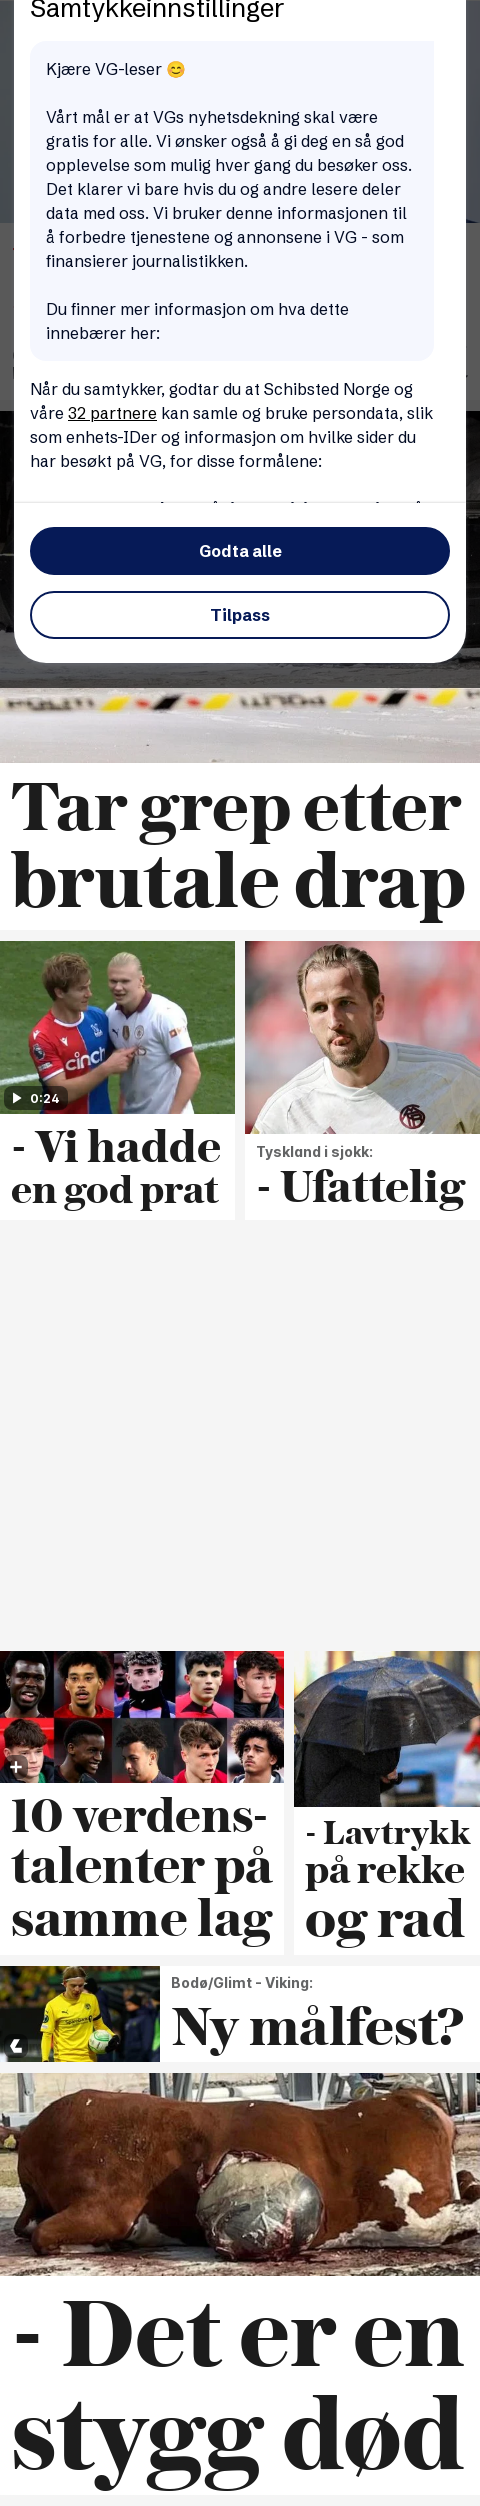 Samtykkeinnstillinger
Kjære VG-leser 😊
Vårt mål er at VGs nyhetsdekning skal være
gratis for alle. Vi ønsker også å gi deg en så god
opplevelse som mulig hver gang du besøker oss.
Det klarer vi bare hvis du og andre lesere deler
data med oss. Vi bruker denne informasjonen til
å forbedre tjenestene og annonsene i VG - som
finansierer journalistikken.
Du finner mer informasjon om hva dette
innebærer her:
Når du samtykker, godtar du at Schibsted Norge og
våre 32 partnere kan samle og bruke persondata, slik
som enhets-IDer og informasjon om hvilke sider du
har besøkt på VG, for disse formålene:
Godta alle
Tilpass
POLITI
Tar grep etter
brutale drap
cinch
0:24
- Vi hadde
en god prat
Tyskland i sjokk:
- Ufattelig
10 verdens-
talenter på
samme lag
- Lavtrykk
på rekke
og rad
Bodø/Glimt - Viking:
Ny målfest?
- Det er en
stygg død